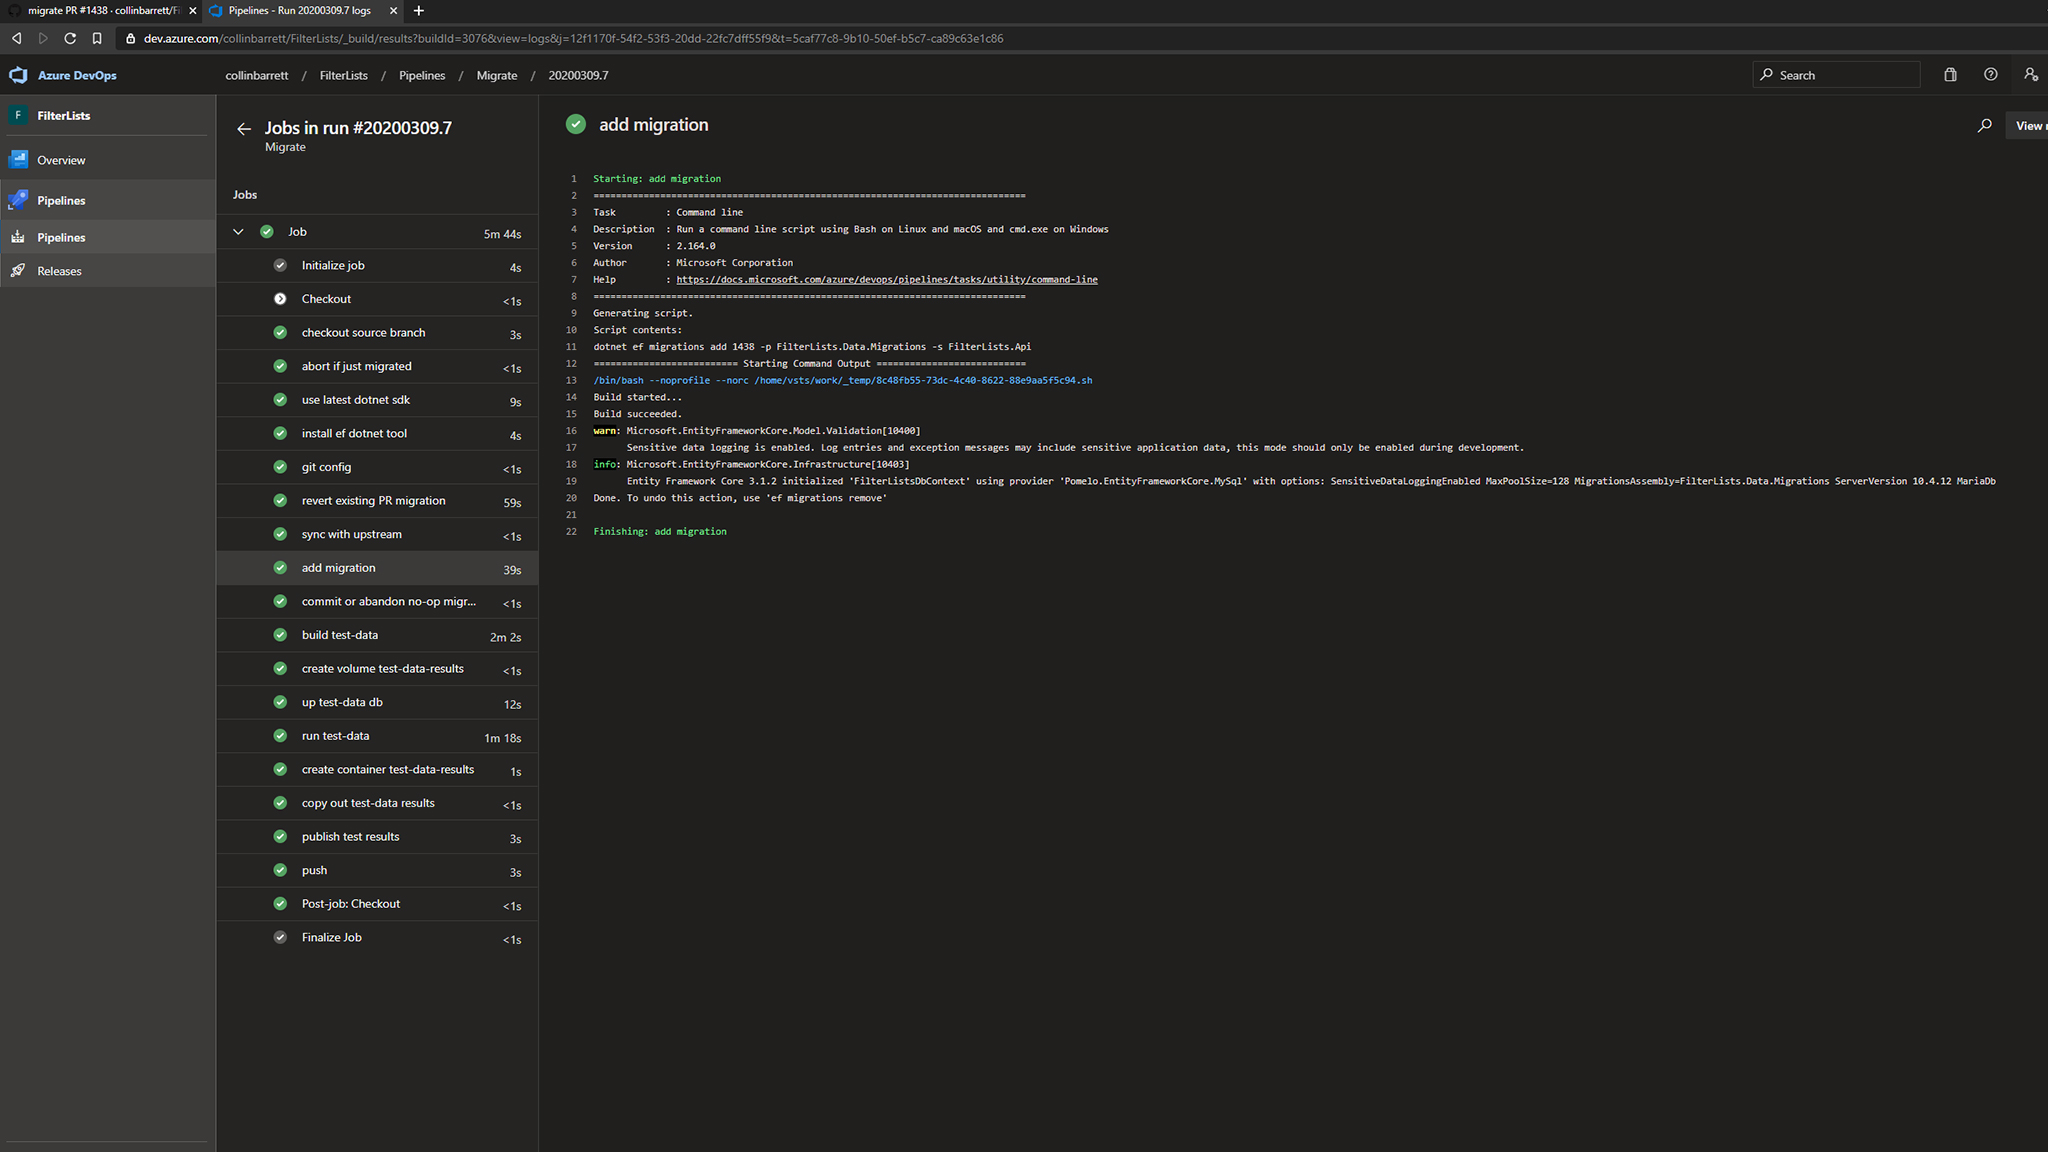 migrate PR #1438 · collinbarrett/Fi
Pipelines - Run 20200309.7 logs
dev.azure.com/collinbarrett/FilterLists/_build/results?buildId=3076&view=logs&j=12f1170f-54f2-53f3-20dd-22fc7dff55f9&t=5caf77c8-9b10-50ef-b5c7-ca89c63e1c86
Azure DevOps
collinbarrett / FilterLists / Pipelines / Migrate / 20200309.7
Search
F FilterLists
Overview
Pipelines
Pipelines
Releases
Jobs in run #20200309.7
Migrate
Jobs
Job 5m 44s
Initialize job 4s
Checkout <1s
checkout source branch 3s
abort if just migrated <1s
use latest dotnet sdk 9s
install ef dotnet tool 4s
git config <1s
revert existing PR migration 59s
sync with upstream <1s
add migration 39s
commit or abandon no-op migr... <1s
build test-data 2m 2s
create volume test-data-results <1s
up test-data db 12s
run test-data 1m 18s
create container test-data-results 1s
copy out test-data results <1s
publish test results 3s
push 3s
Post-job: Checkout <1s
Finalize Job <1s
add migration
View r
1 Starting: add migration
2 ==============================================================================
3 Task : Command line
4 Description : Run a command line script using Bash on Linux and macOS and cmd.exe on Windows
5 Version : 2.164.0
6 Author : Microsoft Corporation
7 Help : https://docs.microsoft.com/azure/devops/pipelines/tasks/utility/command-line
8 ==============================================================================
9 Generating script.
10 Script contents:
11 dotnet ef migrations add 1438 -p FilterLists.Data.Migrations -s FilterLists.Api
12 ========================== Starting Command Output ===========================
13 /bin/bash --noprofile --norc /home/vsts/work/_temp/8c48fb55-73dc-4c40-8622-88e9aa5f5c94.sh
14 Build started...
15 Build succeeded.
16 warn: Microsoft.EntityFrameworkCore.Model.Validation[10400]
17 Sensitive data logging is enabled. Log entries and exception messages may include sensitive application data, this mode should only be enabled during development.
18 info: Microsoft.EntityFrameworkCore.Infrastructure[10403]
19 Entity Framework Core 3.1.2 initialized 'FilterListsDbContext' using provider 'Pomelo.EntityFrameworkCore.MySql' with options: SensitiveDataLoggingEnabled MaxPoolSize=128 MigrationsAssembly=FilterLists.Data.Migrations ServerVersion 10.4.12 MariaDb
20 Done. To undo this action, use 'ef migrations remove'
21
22 Finishing: add migration